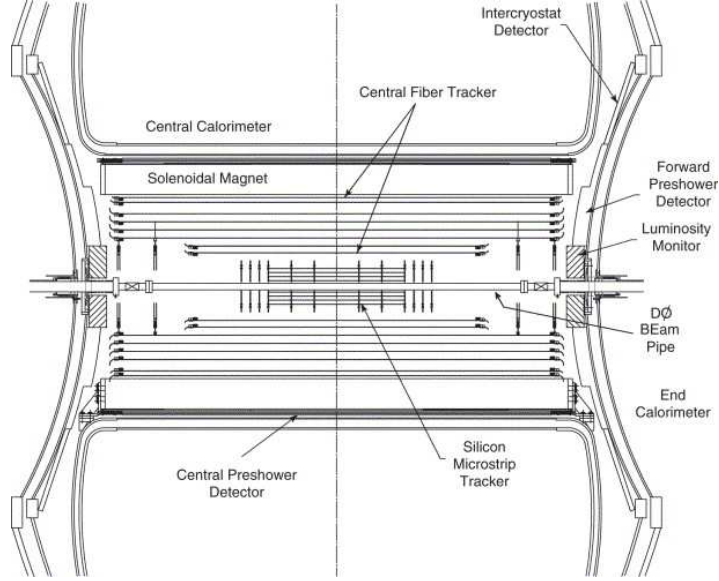 Intercryostat
Detector
Central Fiber Tracker
Central Calorimeter
Solenoidal Magnet
Forward
Preshower
Detector
Luminosity
Monitor
DØ
BEam
Pipe
End
Calorimeter
Silicon
Microstrip
Tracker
Central Preshower
Detector